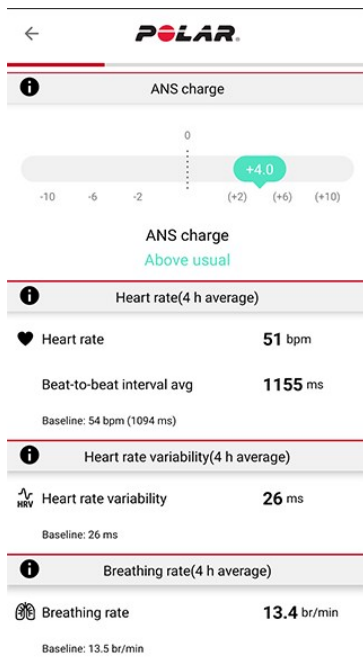 POLAR.
ANS charge
0
+4.0
-10 -6 -2 (+2) (+6) (+10)
ANS charge
Above usual
Heart rate(4 h average)
Heart rate 51 bpm
Beat-to-beat interval avg 1155 ms
Baseline: 54 bpm (1094 ms)
Heart rate variability(4 h average)
HRV Heart rate variability 26 ms
Baseline: 26 ms
Breathing rate(4 h average)
Breathing rate 13.4 br/min
Baseline: 13.5 br/min